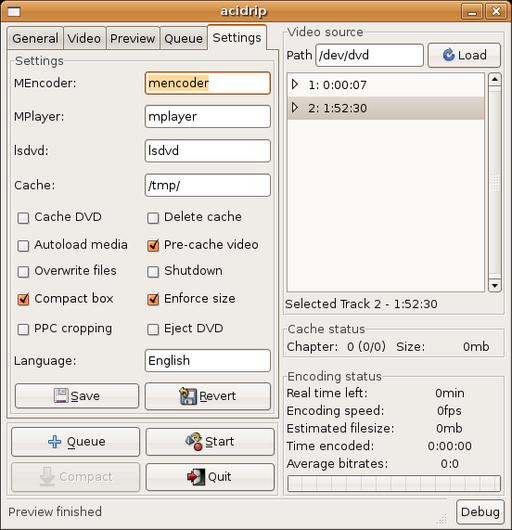 acidrip
General Video Preview Queue Settings
Settings
MEncoder: mencoder
MPlayer: mplayer
lsdvd: lsdvd
Cache: /tmp/
Cache DVD Delete cache
Autoload media Pre-cache video
Overwrite files Shutdown
Compact box Enforce size
PPC cropping Eject DVD
Language: English
Save Revert
Queue Start
Compact Quit
Video source
Path /dev/dvd Load
1: 0:00:07
2: 1:52:30
Selected Track 2 - 1:52:30
Cache status
Chapter: 0 (0/0) Size: 0mb
Encoding status
Real time left: 0min
Encoding speed: 0fps
Estimated filesize: 0mb
Time encoded: 0:00:00
Average bitrates: 0:0
Preview finished Debug